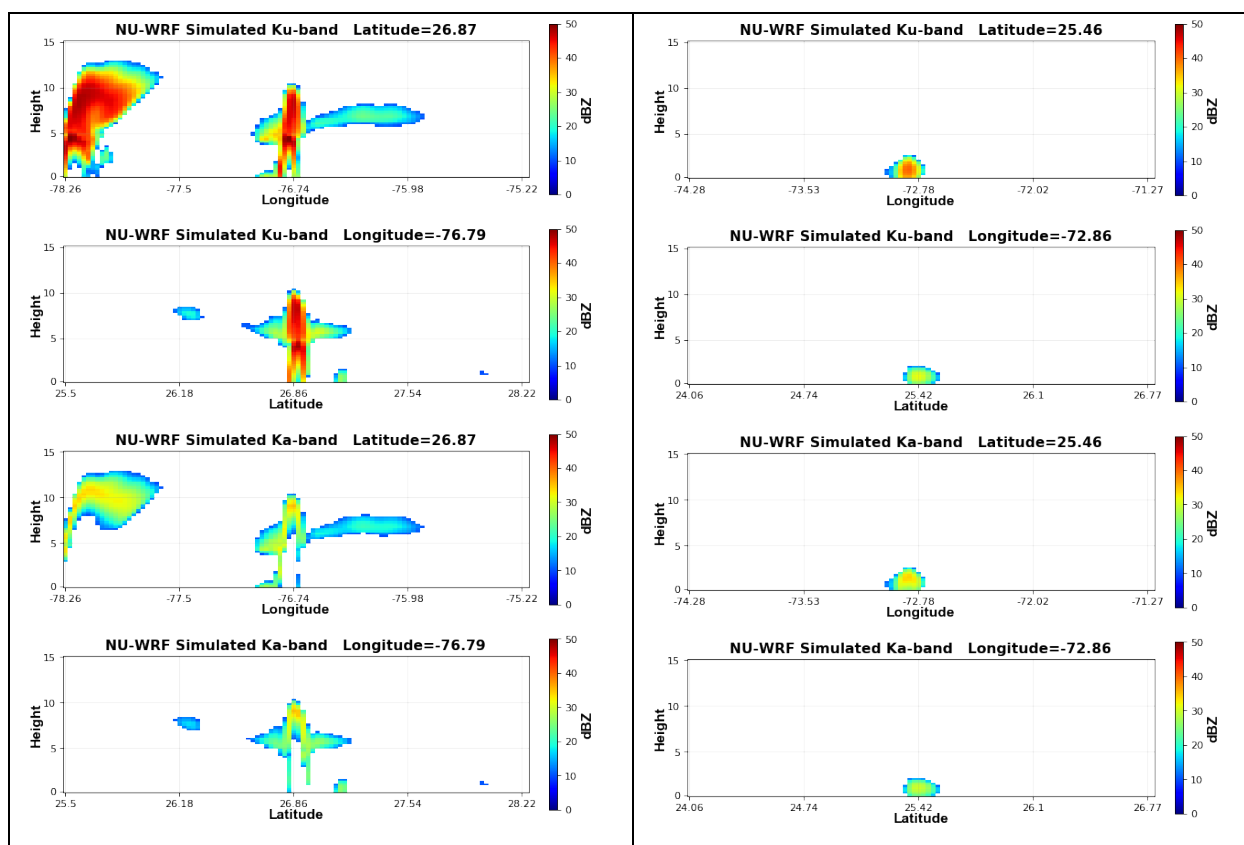 NU-WRF Simulated Ku-band   Latitude=26.87
15
10
5
0
Height
-78.26 -77.5 -76.74 -75.98 -75.22
Longitude
50
40
30
20
10
0
dBZ
NU-WRF Simulated Ku-band   Longitude=-76.79
15
10
5
0
Height
25.5 26.18 26.86 27.54 28.22
Latitude
50
40
30
20
10
0
dBZ
NU-WRF Simulated Ka-band   Latitude=26.87
15
10
5
0
Height
-78.26 -77.5 -76.74 -75.98 -75.22
Longitude
50
40
30
20
10
0
dBZ
NU-WRF Simulated Ka-band   Longitude=-76.79
15
10
5
0
Height
25.5 26.18 26.86 27.54 28.22
Latitude
50
40
30
20
10
0
dBZ
NU-WRF Simulated Ku-band   Latitude=25.46
15
10
5
0
Height
-74.28 -73.53 -72.78 -72.02 -71.27
Longitude
50
40
30
20
10
0
dBZ
NU-WRF Simulated Ku-band   Longitude=-72.86
15
10
5
0
Height
24.06 24.74 25.42 26.1 26.77
Latitude
50
40
30
20
10
0
dBZ
NU-WRF Simulated Ka-band   Latitude=25.46
15
10
5
0
Height
-74.28 -73.53 -72.78 -72.02 -71.27
Longitude
50
40
30
20
10
0
dBZ
NU-WRF Simulated Ka-band   Longitude=-72.86
15
10
5
0
Height
24.06 24.74 25.42 26.1 26.77
Latitude
50
40
30
20
10
0
dBZ